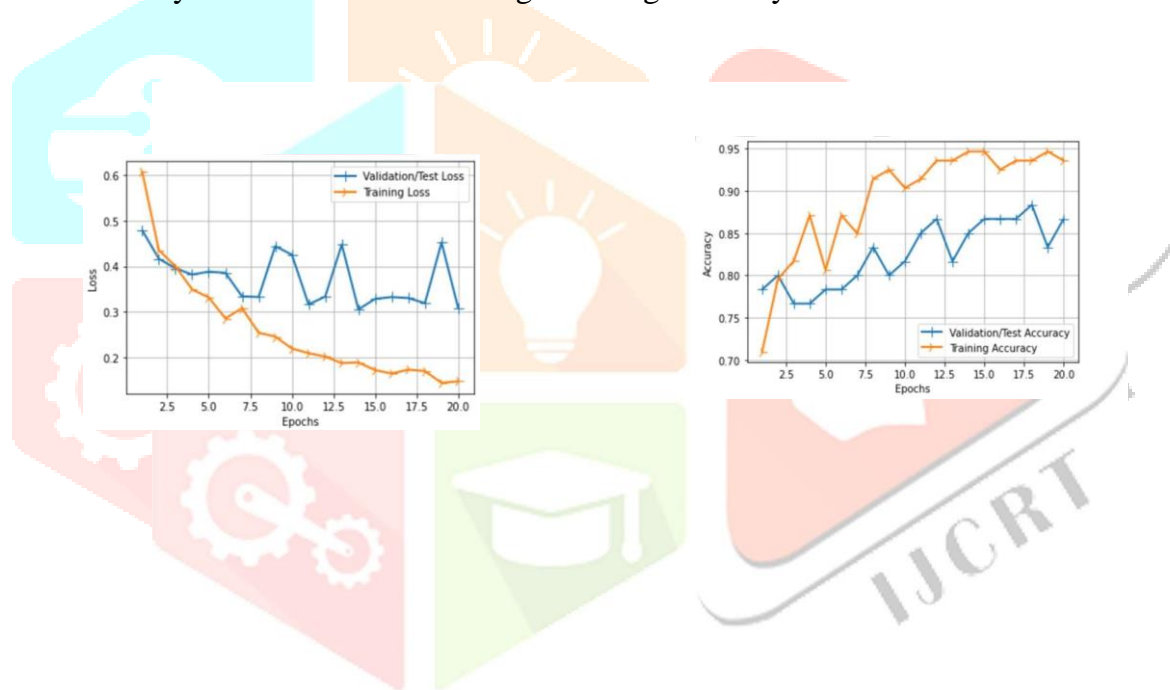 0.6
0.5
0.4
0.3
0.2
Loss
Validation/Test Loss
Training Loss
2.5 5.0 7.5 10.0 12.5 15.0 17.5 20.0
Epochs
0.95
0.90
0.85
0.80
0.75
0.70
Accuracy
Validation/Test Accuracy
Training Accuracy
2.5 5.0 7.5 10.0 12.5 15.0 17.5 20.0
Epochs
IJCRT